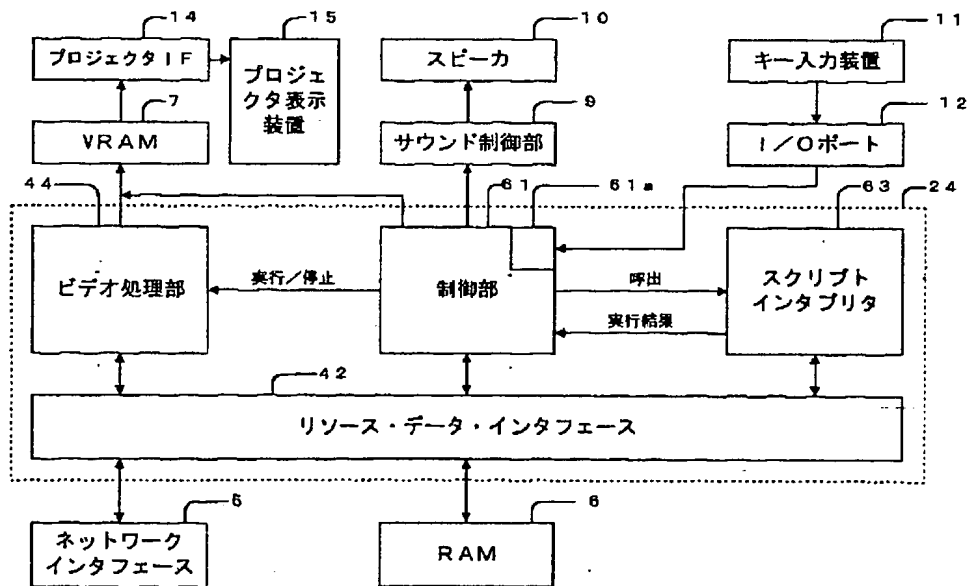 14
15
10
11
プロジェクタIF
プロジェ
クタ表示
装置
スピーカ
キー入力装置
7
9
12
VRAM
サウンド制御部
I/Oポート
44
61
61a
63
24
ビデオ処理部
実行/停止
制御部
呼出
実行結果
スクリプト
インタプリタ
42
リソース・データ・インタフェース
5
6
ネットワーク
インタフェース
RAM